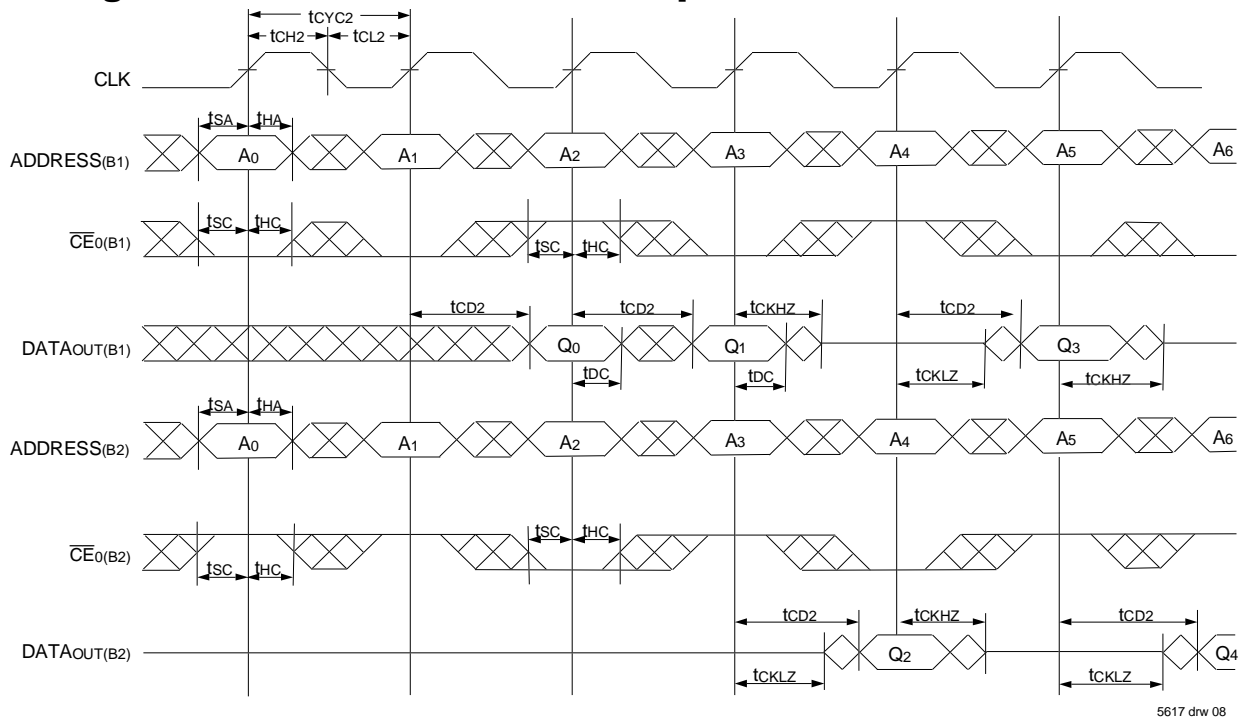 tCYC2
tCH2 tCL2
CLK
tSA tHA
ADDRESS(B1) A0 A1 A2 A3 A4 A5 A6
tSC tHC tSC tHC
CE0(B1)
tCD2 tCD2 tCKHZ tCD2
DATAOUT(B1) Q0 Q1 Q3
tDC tDC tCKLZ tCKHZ
tSA tHA
ADDRESS(B2) A0 A1 A2 A3 A4 A5 A6
tSC tHC
CE0(B2)
tSC tHC
tCD2 tCKHZ tCD2
DATAOUT(B2) Q2 Q4
tCKLZ tCKLZ
5617 drw 08